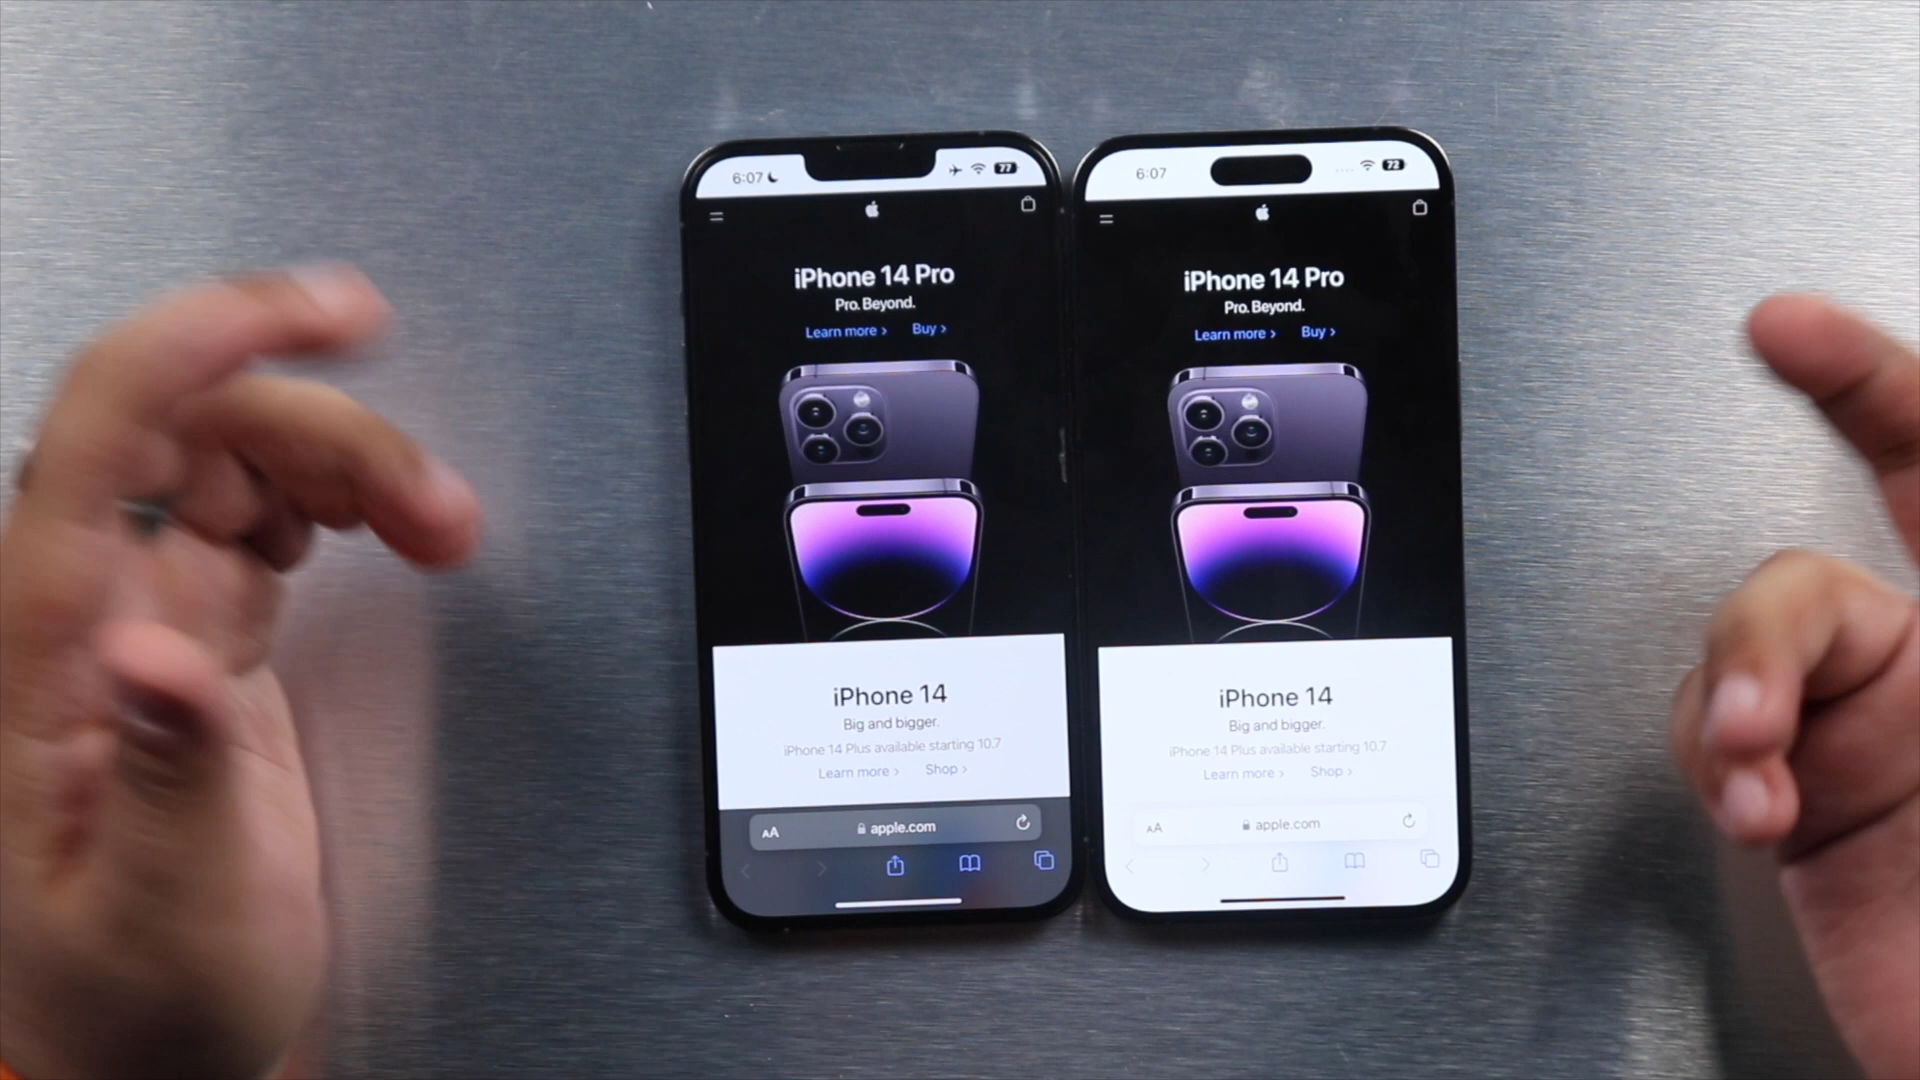 6:07
77
iPhone 14 Pro
Pro. Beyond.
Learn more > Buy >
iPhone 14
Big and bigger.
iPhone 14 Plus available starting 10.7
Learn more > Shop >
AA apple.com
6:07
72
iPhone 14 Pro
Pro. Beyond.
Learn more > Buy >
iPhone 14
Big and bigger.
iPhone 14 Plus available starting 10.7
Learn more > Shop >
AA apple.com